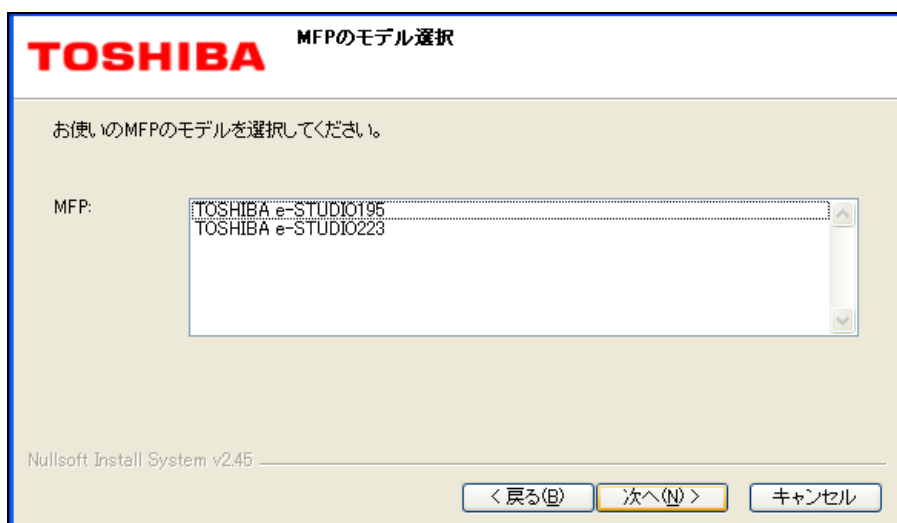 TOSHIBA
MFPのモデル選択
お使いのMFPのモデルを選択してください。
MFP:
TOSHIBA e-STUDIO195
TOSHIBA e-STUDIO223
Nullsoft Install System v2.45
< 戻る(B)
次へ(N) >
キャンセル